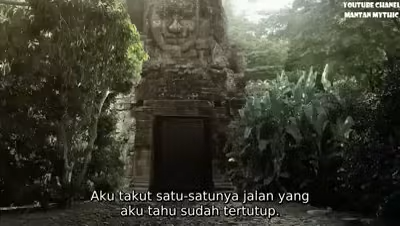 YOUTUBE CHANEL
MANTAN MYTHIC
Aku takut satu-satunya jalan yang
aku tahu sudah tertutup.